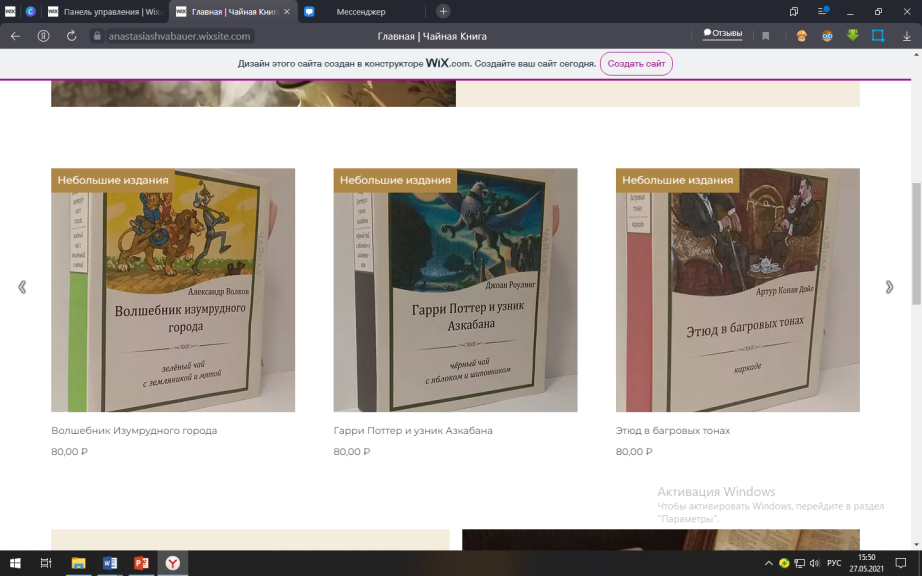 Панель управления | Wix.
Главная | Чайная Книга
Мессенджер
anastasiashvabauer.wixsite.com
Главная | Чайная Книга
Отзывы
Дизайн этого сайта создан в конструкторе WiX.com. Создайте ваш сайт сегодня.
Создать сайт
Небольшие издания
Александр Волков
Волшебник изумрудного
города
зелёный чай
с земляникой и мятой
Волшебник Изумрудного города
80,00 ₽
Небольшие издания
Джоан Роулинг
Гарри Поттер и узник
Азкабана
чёрный чай
с яблоком и шиповником
Гарри Поттер и узник Азкабана
80,00 ₽
Небольшие издания
Артур Конан Дойл
Этюд в багровых тонах
каркаде
Этюд в багровых тонах
80,00 ₽
Активация Windows
Чтобы активировать Windows, перейдите в раздел
"Параметры".
РУС
15:50
27.05.2021